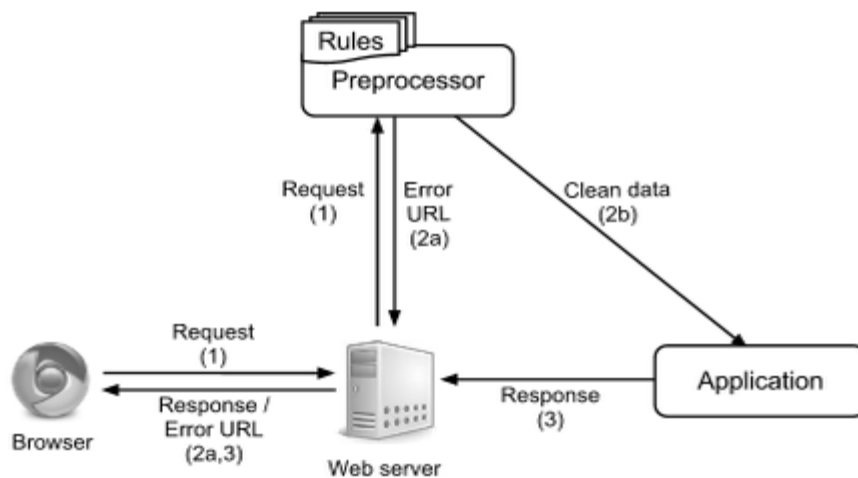 Rules
Preprocessor
Request
(1)
Error
URL
(2a)
Clean data
(2b)
Request
(1)
Response /
Error URL
(2a,3)
Browser
Web server
Response
(3)
Application